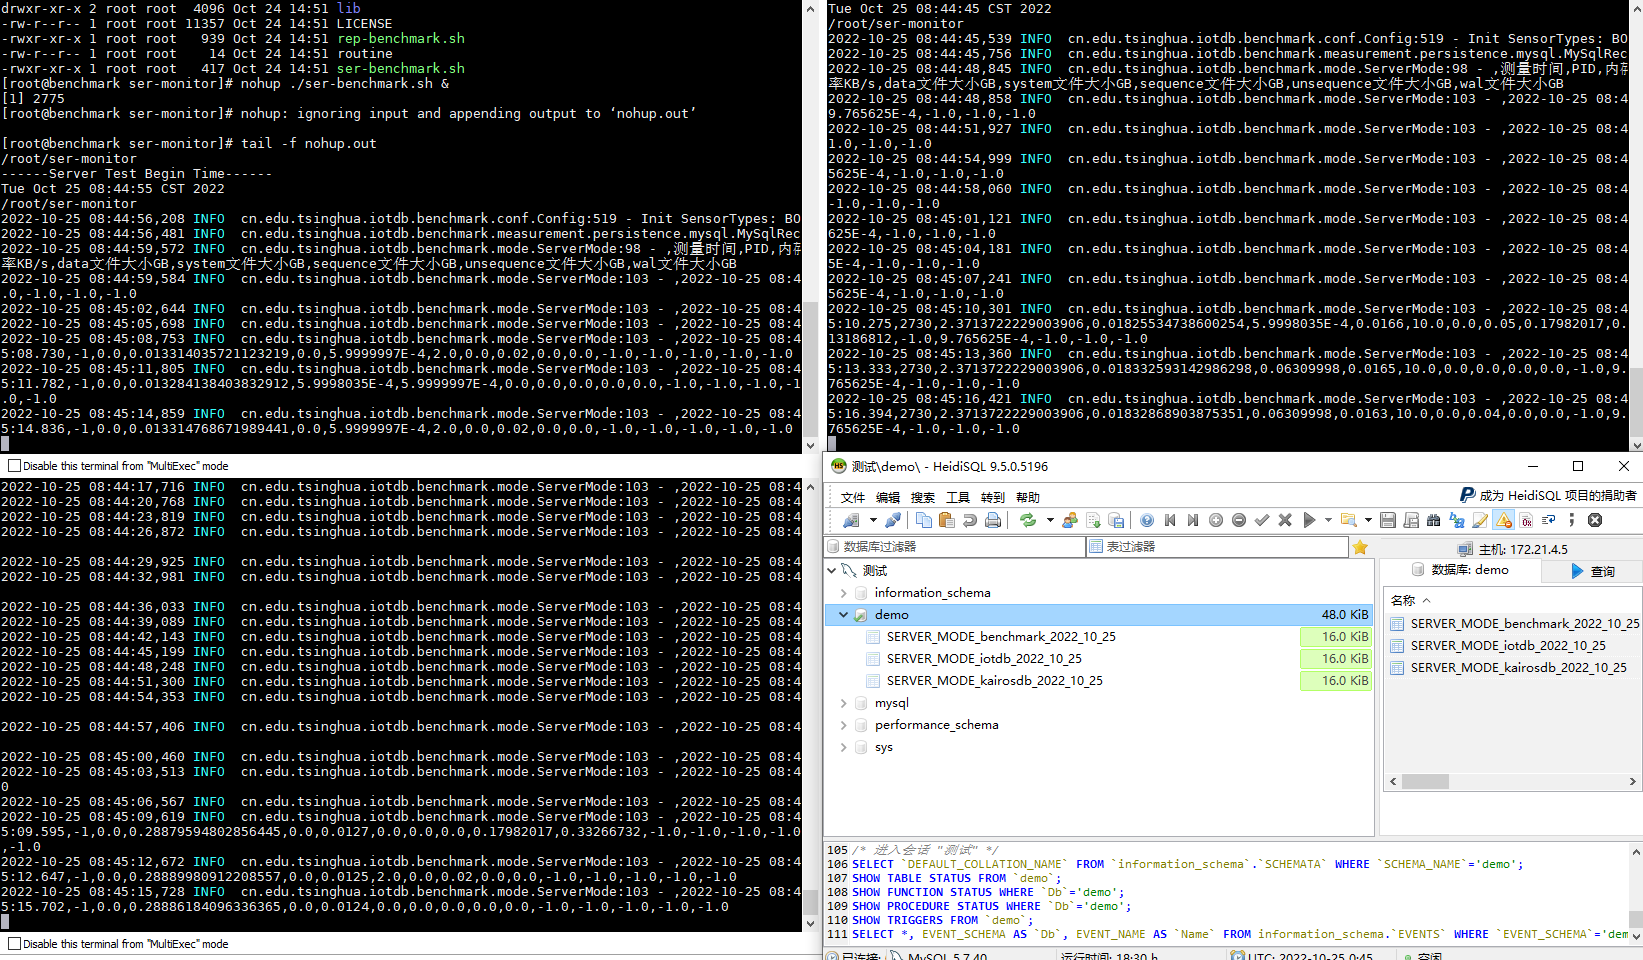 drwxr-xr-x 2 root root  4096 Oct 24 14:51 lib
-rw-r--r-- 1 root root 11357 Oct 24 14:51 LICENSE
-rwxr-xr-x 1 root root   939 Oct 24 14:51 rep-benchmark.sh
-rw-r--r-- 1 root root    14 Oct 24 14:51 routine
-rwxr-xr-x 1 root root   417 Oct 24 14:51 ser-benchmark.sh
[root@benchmark ser-monitor]# nohup ./ser-benchmark.sh &
[1] 2775
[root@benchmark ser-monitor]# nohup: ignoring input and appending output to ‘nohup.out’
[root@benchmark ser-monitor]# tail -f nohup.out
/root/ser-monitor
------Server Test Begin Time------
Tue Oct 25 08:44:55 CST 2022
/root/ser-monitor
2022-10-25 08:44:56,208 INFO  cn.edu.tsinghua.iotdb.benchmark.conf.Config:519 - Init SensorTypes: BO
2022-10-25 08:44:56,481 INFO  cn.edu.tsinghua.iotdb.benchmark.measurement.persistence.mysql.MySqlRec
2022-10-25 08:44:59,572 INFO  cn.edu.tsinghua.iotdb.benchmark.mode.ServerMode:98 - ,测量时间,PID,内存
率KB/s,data文件大小GB,system文件大小GB,sequence文件大小GB,unsequence文件大小GB,wal文件大小GB
2022-10-25 08:44:59,584 INFO  cn.edu.tsinghua.iotdb.benchmark.mode.ServerMode:103 - ,2022-10-25 08:4
.0,-1.0,-1.0,-1.0
2022-10-25 08:45:02,644 INFO  cn.edu.tsinghua.iotdb.benchmark.mode.ServerMode:103 - ,2022-10-25 08:4
2022-10-25 08:45:05,698 INFO  cn.edu.tsinghua.iotdb.benchmark.mode.ServerMode:103 - ,2022-10-25 08:4
2022-10-25 08:45:08,753 INFO  cn.edu.tsinghua.iotdb.benchmark.mode.ServerMode:103 - ,2022-10-25 08:4
5:08.730,-1,0.0,0.013314035721123219,0.0,5.9999997E-4,2.0,0.0,0.02,0.0,0.0,-1.0,-1.0,-1.0,-1.0,-1.0
2022-10-25 08:45:11,805 INFO  cn.edu.tsinghua.iotdb.benchmark.mode.ServerMode:103 - ,2022-10-25 08:4
5:11.782,-1,0.0,0.013284138403832912,5.9998035E-4,5.9999997E-4,0.0,0.0,0.0,0.0,0.0,-1.0,-1.0,-1.0,-1
.0,-1.0
2022-10-25 08:45:14,859 INFO  cn.edu.tsinghua.iotdb.benchmark.mode.ServerMode:103 - ,2022-10-25 08:4
5:14.836,-1,0.0,0.013314768671989441,0.0,5.9999997E-4,2.0,0.0,0.02,0.0,0.0,-1.0,-1.0,-1.0,-1.0,-1.0
Disable this terminal from "MultiExec" mode
Tue Oct 25 08:44:45 CST 2022
/root/ser-monitor
2022-10-25 08:44:45,539 INFO  cn.edu.tsinghua.iotdb.benchmark.conf.Config:519 - Init SensorTypes: BO
2022-10-25 08:44:45,756 INFO  cn.edu.tsinghua.iotdb.benchmark.measurement.persistence.mysql.MySqlRec
2022-10-25 08:44:48,845 INFO  cn.edu.tsinghua.iotdb.benchmark.mode.ServerMode:98 - ,测量时间,PID,内存
率KB/s,data文件大小GB,system文件大小GB,sequence文件大小GB,unsequence文件大小GB,wal文件大小GB
2022-10-25 08:44:48,858 INFO  cn.edu.tsinghua.iotdb.benchmark.mode.ServerMode:103 - ,2022-10-25 08:4
9.765625E-4,-1.0,-1.0,-1.0
2022-10-25 08:44:51,927 INFO  cn.edu.tsinghua.iotdb.benchmark.mode.ServerMode:103 - ,2022-10-25 08:4
1.0,-1.0,-1.0
2022-10-25 08:44:54,999 INFO  cn.edu.tsinghua.iotdb.benchmark.mode.ServerMode:103 - ,2022-10-25 08:4
5625E-4,-1.0,-1.0,-1.0
2022-10-25 08:44:58,060 INFO  cn.edu.tsinghua.iotdb.benchmark.mode.ServerMode:103 - ,2022-10-25 08:4
-1.0,-1.0,-1.0
2022-10-25 08:45:01,121 INFO  cn.edu.tsinghua.iotdb.benchmark.mode.ServerMode:103 - ,2022-10-25 08:4
625E-4,-1.0,-1.0,-1.0
2022-10-25 08:45:04,181 INFO  cn.edu.tsinghua.iotdb.benchmark.mode.ServerMode:103 - ,2022-10-25 08:4
5E-4,-1.0,-1.0,-1.0
2022-10-25 08:45:07,241 INFO  cn.edu.tsinghua.iotdb.benchmark.mode.ServerMode:103 - ,2022-10-25 08:4
5625E-4,-1.0,-1.0,-1.0
2022-10-25 08:45:10,301 INFO  cn.edu.tsinghua.iotdb.benchmark.mode.ServerMode:103 - ,2022-10-25 08:4
5:10.275,2730,2.3713722229003906,0.01825534738600254,5.9998035E-4,0.0166,10.0,0.0,0.05,0.17982017,0.
13186812,-1.0,9.765625E-4,-1.0,-1.0,-1.0
2022-10-25 08:45:13,360 INFO  cn.edu.tsinghua.iotdb.benchmark.mode.ServerMode:103 - ,2022-10-25 08:4
5:13.333,2730,2.3713722229003906,0.018332593142986298,0.06309998,0.0165,10.0,0.0,0.0,0.0,0.0,-1.0,9.
765625E-4,-1.0,-1.0,-1.0
2022-10-25 08:45:16,421 INFO  cn.edu.tsinghua.iotdb.benchmark.mode.ServerMode:103 - ,2022-10-25 08:4
5:16.394,2730,2.3713722229003906,0.01832868903875351,0.06309998,0.0163,10.0,0.0,0.04,0.0,0.0,-1.0,9.
765625E-4,-1.0,-1.0,-1.0
2022-10-25 08:44:17,716 INFO  cn.edu.tsinghua.iotdb.benchmark.mode.ServerMode:103 - ,2022-10-25 08:4
2022-10-25 08:44:20,768 INFO  cn.edu.tsinghua.iotdb.benchmark.mode.ServerMode:103 - ,2022-10-25 08:4
2022-10-25 08:44:23,819 INFO  cn.edu.tsinghua.iotdb.benchmark.mode.ServerMode:103 - ,2022-10-25 08:4
2022-10-25 08:44:26,872 INFO  cn.edu.tsinghua.iotdb.benchmark.mode.ServerMode:103 - ,2022-10-25 08:4
2022-10-25 08:44:29,925 INFO  cn.edu.tsinghua.iotdb.benchmark.mode.ServerMode:103 - ,2022-10-25 08:4
2022-10-25 08:44:32,981 INFO  cn.edu.tsinghua.iotdb.benchmark.mode.ServerMode:103 - ,2022-10-25 08:4
2022-10-25 08:44:36,033 INFO  cn.edu.tsinghua.iotdb.benchmark.mode.ServerMode:103 - ,2022-10-25 08:4
2022-10-25 08:44:39,089 INFO  cn.edu.tsinghua.iotdb.benchmark.mode.ServerMode:103 - ,2022-10-25 08:4
2022-10-25 08:44:42,143 INFO  cn.edu.tsinghua.iotdb.benchmark.mode.ServerMode:103 - ,2022-10-25 08:4
2022-10-25 08:44:45,199 INFO  cn.edu.tsinghua.iotdb.benchmark.mode.ServerMode:103 - ,2022-10-25 08:4
2022-10-25 08:44:48,248 INFO  cn.edu.tsinghua.iotdb.benchmark.mode.ServerMode:103 - ,2022-10-25 08:4
2022-10-25 08:44:51,300 INFO  cn.edu.tsinghua.iotdb.benchmark.mode.ServerMode:103 - ,2022-10-25 08:4
2022-10-25 08:44:54,353 INFO  cn.edu.tsinghua.iotdb.benchmark.mode.ServerMode:103 - ,2022-10-25 08:4
2022-10-25 08:44:57,406 INFO  cn.edu.tsinghua.iotdb.benchmark.mode.ServerMode:103 - ,2022-10-25 08:4
2022-10-25 08:45:00,460 INFO  cn.edu.tsinghua.iotdb.benchmark.mode.ServerMode:103 - ,2022-10-25 08:4
2022-10-25 08:45:03,513 INFO  cn.edu.tsinghua.iotdb.benchmark.mode.ServerMode:103 - ,2022-10-25 08:4
0
2022-10-25 08:45:06,567 INFO  cn.edu.tsinghua.iotdb.benchmark.mode.ServerMode:103 - ,2022-10-25 08:4
2022-10-25 08:45:09,619 INFO  cn.edu.tsinghua.iotdb.benchmark.mode.ServerMode:103 - ,2022-10-25 08:4
5:09.595,-1,0.0,0.28879594802856445,0.0,0.0127,0.0,0.0,0.0,0.17982017,0.33266732,-1.0,-1.0,-1.0,-1.0
,-1.0
2022-10-25 08:45:12,672 INFO  cn.edu.tsinghua.iotdb.benchmark.mode.ServerMode:103 - ,2022-10-25 08:4
5:12.647,-1,0.0,0.28889980912208557,0.0,0.0125,2.0,0.0,0.02,0.0,0.0,-1.0,-1.0,-1.0,-1.0,-1.0
2022-10-25 08:45:15,728 INFO  cn.edu.tsinghua.iotdb.benchmark.mode.ServerMode:103 - ,2022-10-25 08:4
5:15.702,-1,0.0,0.28886184096336365,0.0,0.0124,0.0,0.0,0.0,0.0,0.0,-1.0,-1.0,-1.0,-1.0,-1.0
Disable this terminal from "MultiExec" mode
测试\demo\ - HeidiSQL 9.5.0.5196
文件 编辑 搜索 工具 转到 帮助
成为 HeidiSQL 项目的捐助者
数据库过滤器
表过滤器
测试
information_schema
demo 48.0 KiB
SERVER_MODE_benchmark_2022_10_25 16.0 KiB
SERVER_MODE_iotdb_2022_10_25 16.0 KiB
SERVER_MODE_kairosdb_2022_10_25 16.0 KiB
mysql
performance_schema
sys
主机: 172.21.4.5
数据库: demo 查询
名称
SERVER_MODE_benchmark_2022_10_25
SERVER_MODE_iotdb_2022_10_25
SERVER_MODE_kairosdb_2022_10_25
105 /* 进入会话 "测试" */
106 SELECT `DEFAULT_COLLATION_NAME` FROM `information_schema`.`SCHEMATA` WHERE `SCHEMA_NAME`='demo';
107 SHOW TABLE STATUS FROM `demo`;
108 SHOW FUNCTION STATUS WHERE `Db`='demo';
109 SHOW PROCEDURE STATUS WHERE `Db`='demo';
110 SHOW TRIGGERS FROM `demo`;
111 SELECT *, EVENT_SCHEMA AS `Db`, EVENT_NAME AS `Name` FROM information_schema.`EVENTS` WHERE `EVENT_SCHEMA`='dem
已连接: MySQL 5.7.40 运行时间: 18:30 h UTC: 2022-10-25 0:45 空闲